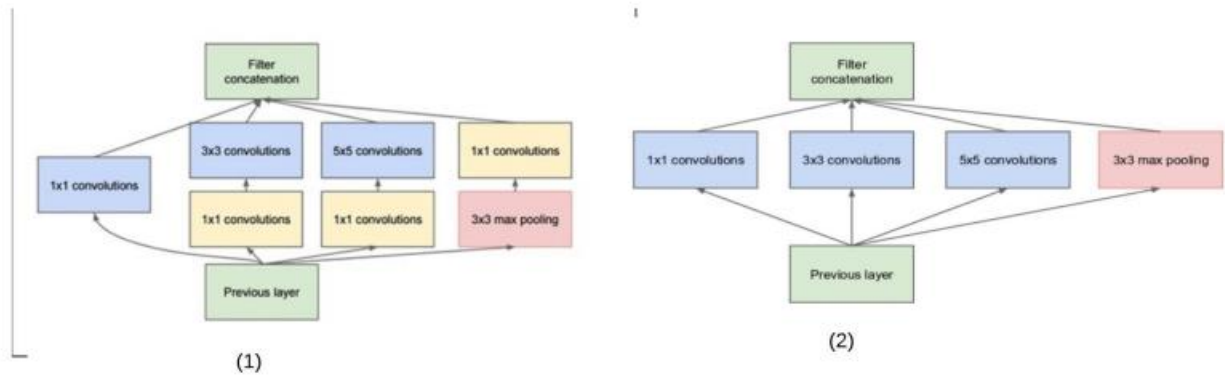 Filter
concatenation
3x3 convolutions
5x5 convolutions
1x1 convolutions
1x1 convolutions
1x1 convolutions
1x1 convolutions
3x3 max pooling
Previous layer
(1)
Filter
concatenation
1x1 convolutions
3x3 convolutions
5x5 convolutions
3x3 max pooling
Previous layer
(2)